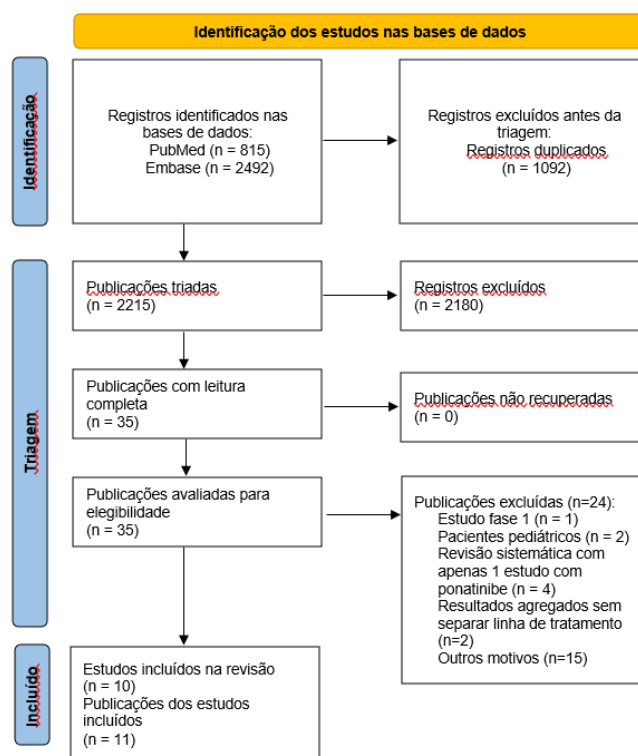 Identificação dos estudos nas bases de dados
Identificação
Registros identificados nas
bases de dados:
PubMed (n = 815)
Embase (n = 2492)
Registros excluídos antes da
triagem:
Registros duplicados
(n = 1092)
Triagem
Publicações triadas
(n = 2215)
Registros excluídos
(n = 2180)
Publicações com leitura
completa
(n = 35)
Publicações não recuperadas
(n = 0)
Publicações avaliadas para
elegibilidade
(n = 35)
Publicações excluídas (n=24):
Estudo fase 1 (n = 1)
Pacientes pediátricos (n = 2)
Revisão sistemática com
apenas 1 estudo com
ponatinibe (n = 4)
Resultados agregados sem
separar linha de tratamento
(n=2)
Outros motivos (n=15)
Incluído
Estudos incluídos na revisão
(n = 10)
Publicações dos estudos
incluídos
(n = 11)